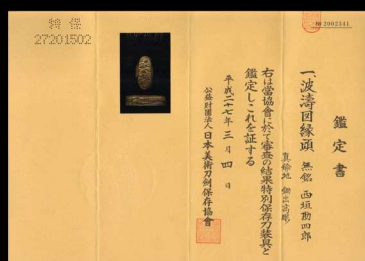 鑑定書
一、波濤図縁頭 無銘 西垣勘四郎
真鍮地 鋤出高彫
右は當協會に於て審査の結果特別保存刀装具と
鑑定しこれを証する
平成二十七年三月四日
公益財団法人 日本美術刀剣保存協會
特保
27201502
№ 2002341